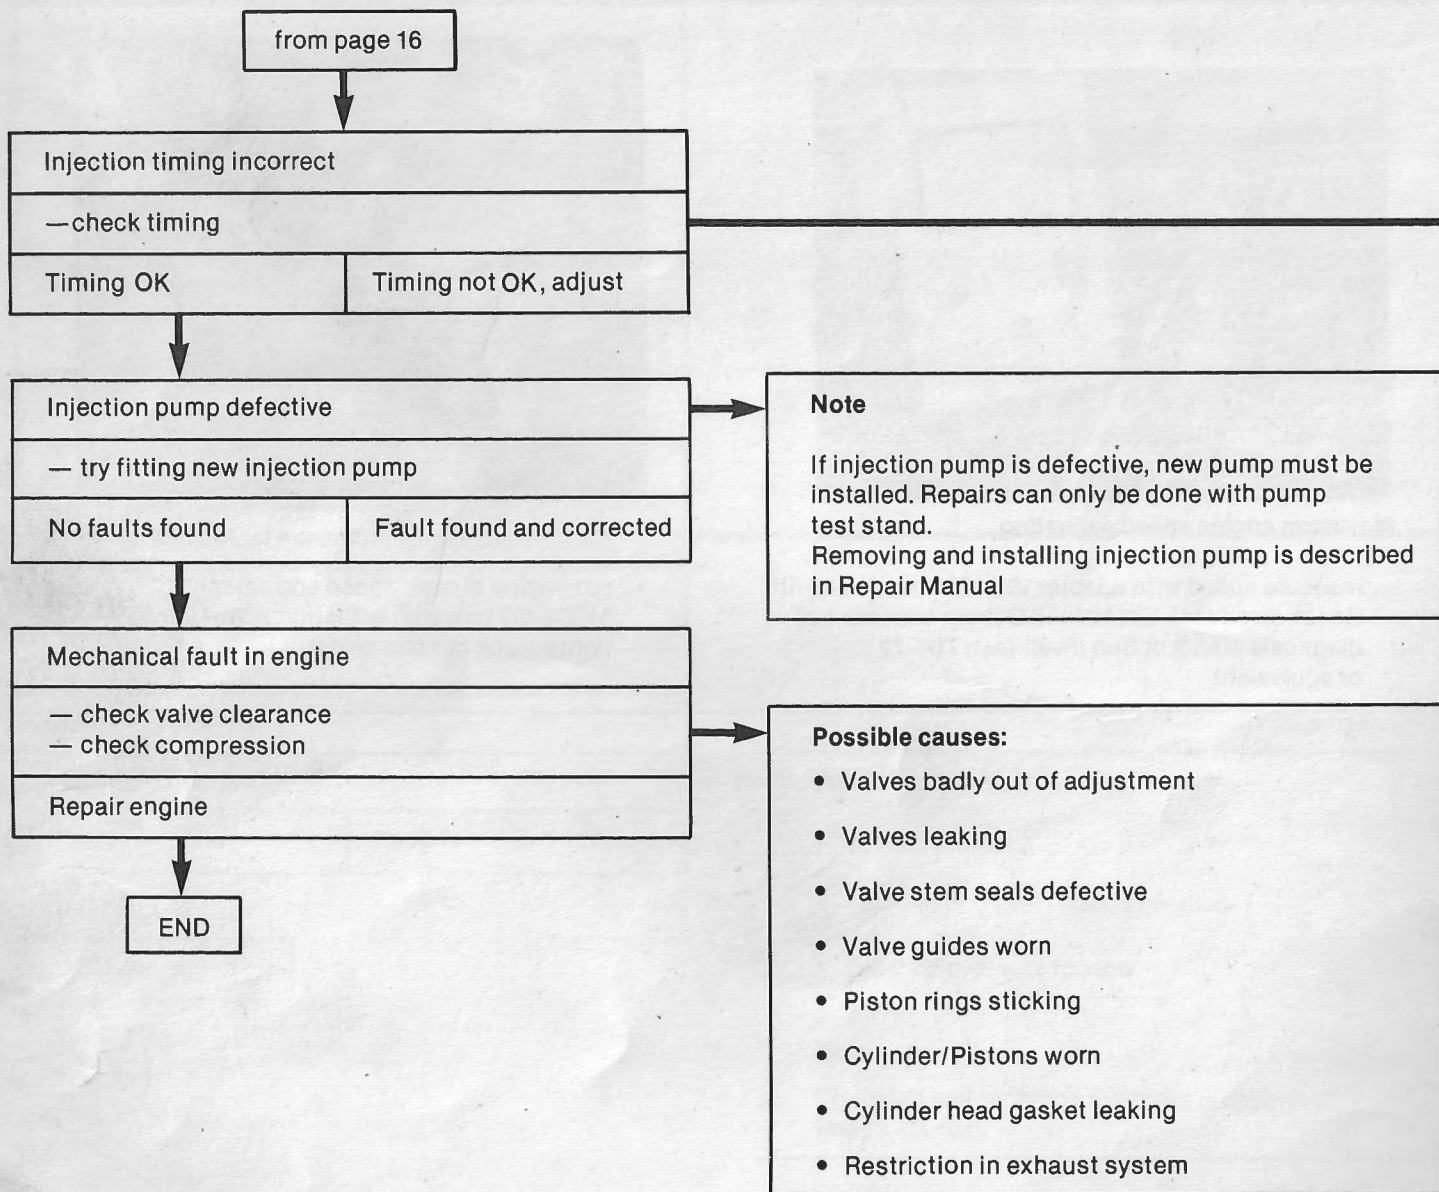 from page 16
Injection timing incorrect
—check timing
Timing OK
Timing not OK, adjust
Injection pump defective
— try fitting new injection pump
No faults found
Fault found and corrected
Note
If injection pump is defective, new pump must be
installed. Repairs can only be done with pump
test stand.
Removing and installing injection pump is described
in Repair Manual
Mechanical fault in engine
— check valve clearance
— check compression
Repair engine
END
Possible causes:
• Valves badly out of adjustment
• Valves leaking
• Valve stem seals defective
• Valve guides worn
• Piston rings sticking
• Cylinder/Pistons worn
• Cylinder head gasket leaking
• Restriction in exhaust system